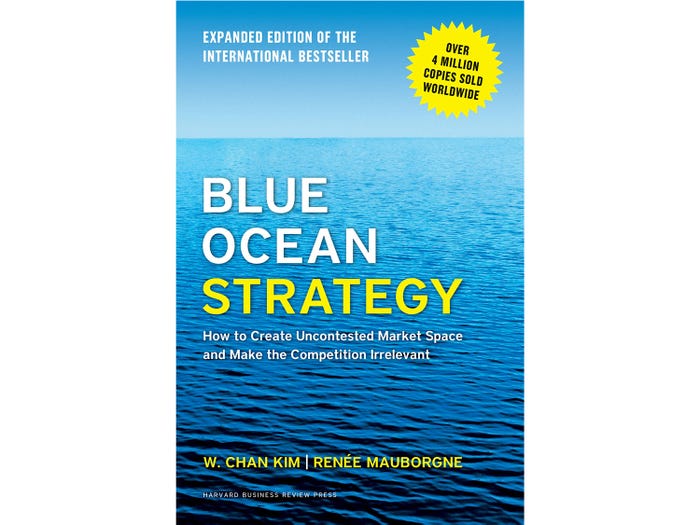 EXPANDED EDITION OF THE
INTERNATIONAL BESTSELLER
OVER
4 MILLION
COPIES SOLD
WORLDWIDE
BLUE
OCEAN
STRATEGY
How to Create Uncontested Market Space
and Make the Competition Irrelevant
W. CHAN KIM | RENÉE MAUBORGNE
HARVARD BUSINESS REVIEW PRESS